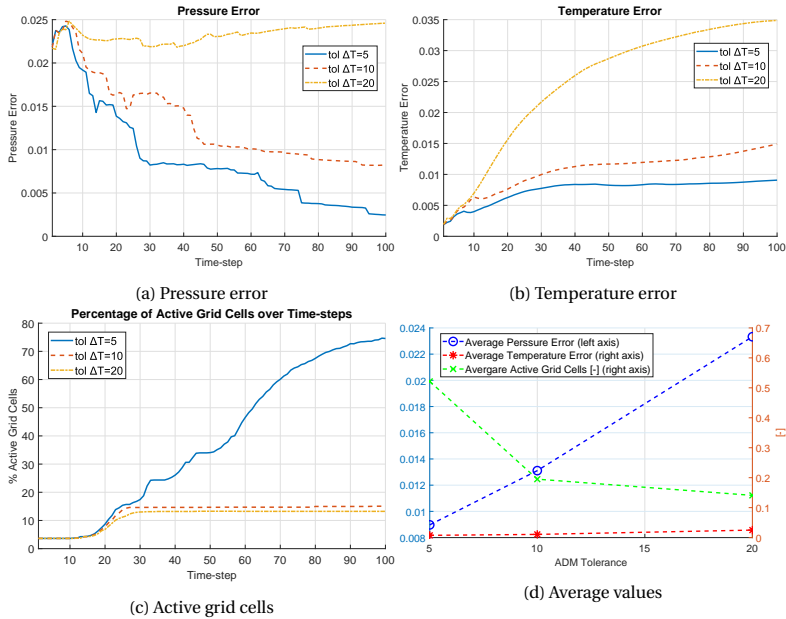 Pressure Error
0.025
0.02
0.015
0.01
0.005
0
Pressure Error
10 20 30 40 50 60 70 80 90 100
Time-step
tol ΔT=5
tol ΔT=10
tol ΔT=20
(a) Pressure error
Temperature Error
0.035
0.03
0.025
0.02
0.015
0.01
0.005
0
Temperature Error
10 20 30 40 50 60 70 80 90 100
Time-step
tol ΔT=5
tol ΔT=10
tol ΔT=20
(b) Temperature error
Percentage of Active Grid Cells over Time-steps
80
70
60
50
40
30
20
10
0
% Active Grid Cells
10 20 30 40 50 60 70 80 90 100
Time-step
tol ΔT=5
tol ΔT=10
tol ΔT=20
(c) Active grid cells
0.024
0.022
0.02
0.018
0.016
0.014
0.012
0.01
0.008
Average Perssure Error (left axis)
Average Temperature Error (right axis)
Avergare Active Grid Cells [-] (right axis)
0.7
0.6
0.5
0.4
0.3
0.2
0.1
0
[-]
5 10 15 20
ADM Tolerance
(d) Average values